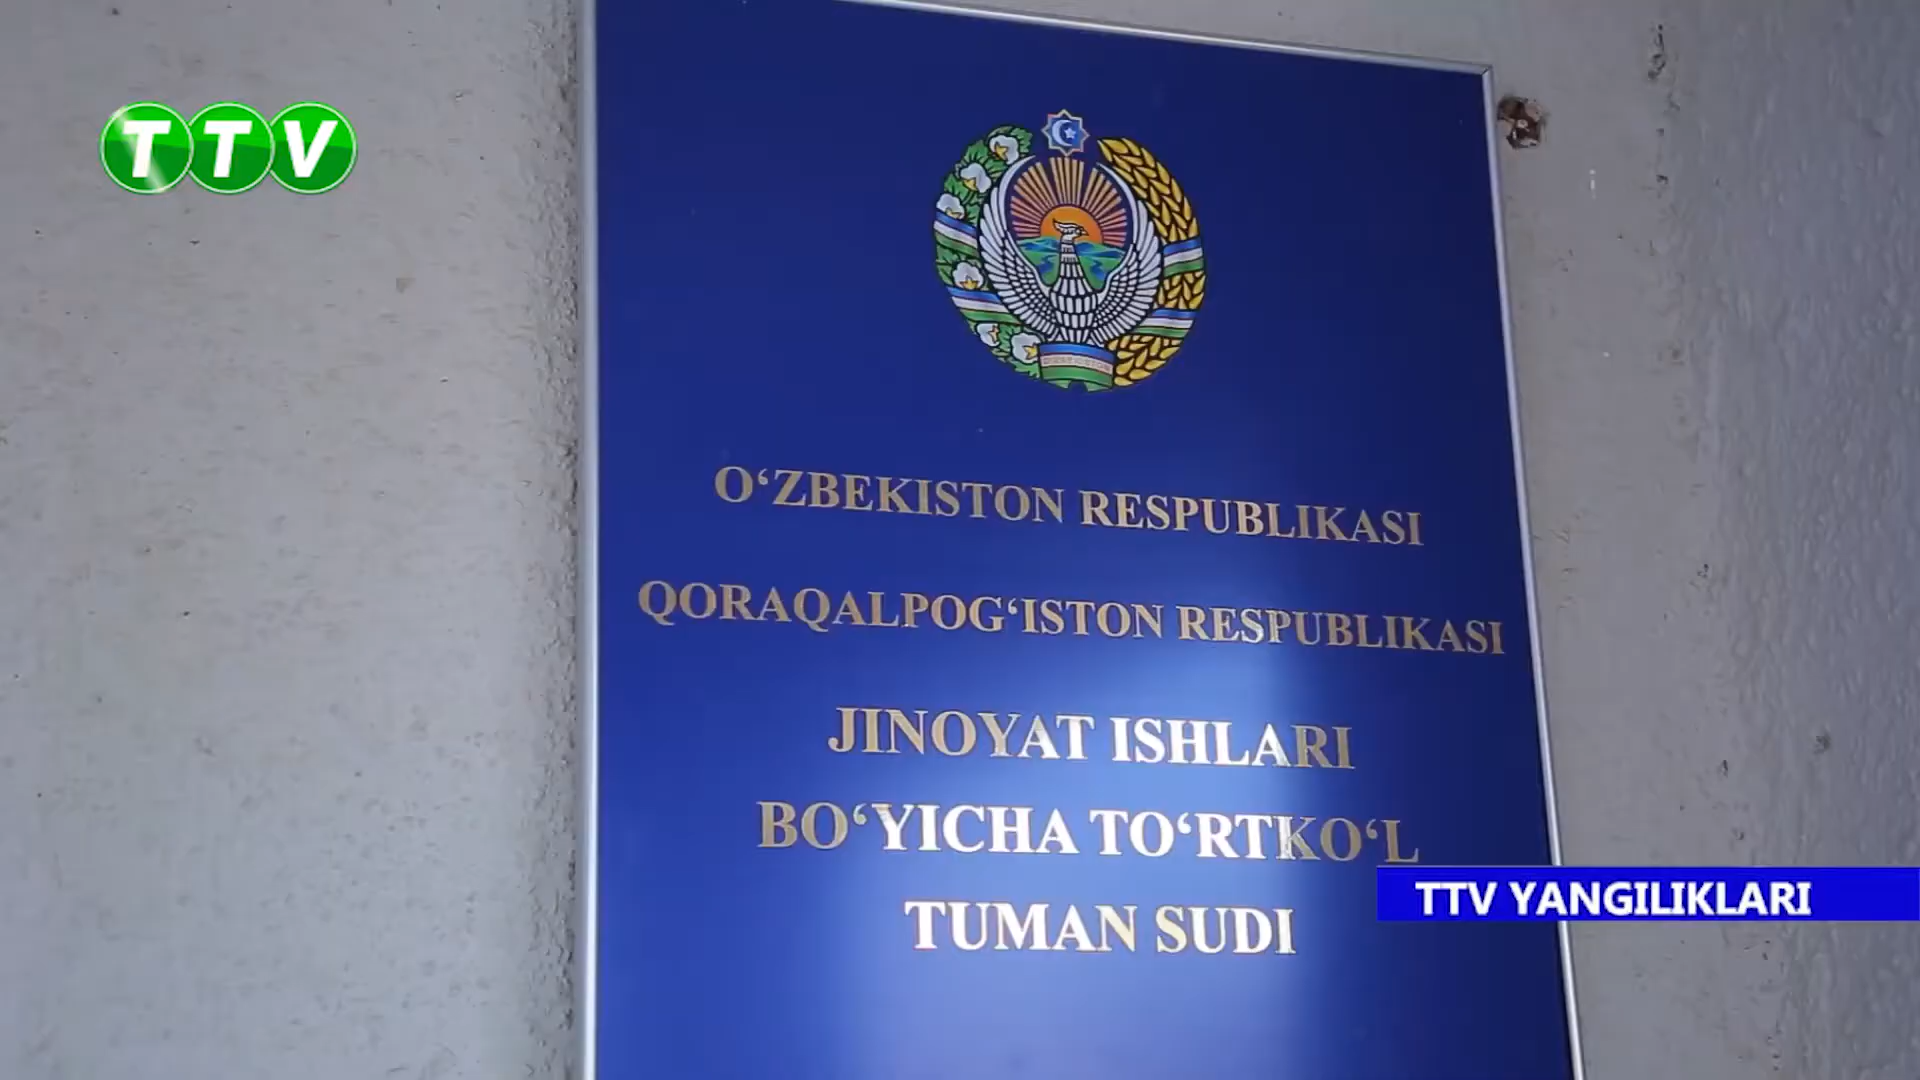 TTV
O‘ZBEKISTON RESPUBLIKASI
QORAQALPOG‘ISTON RESPUBLIKASI
JINOYAT ISHLARI
BO‘YICHA TO‘RTKO‘L
TUMAN SUDI
TTV YANGILIKLARI